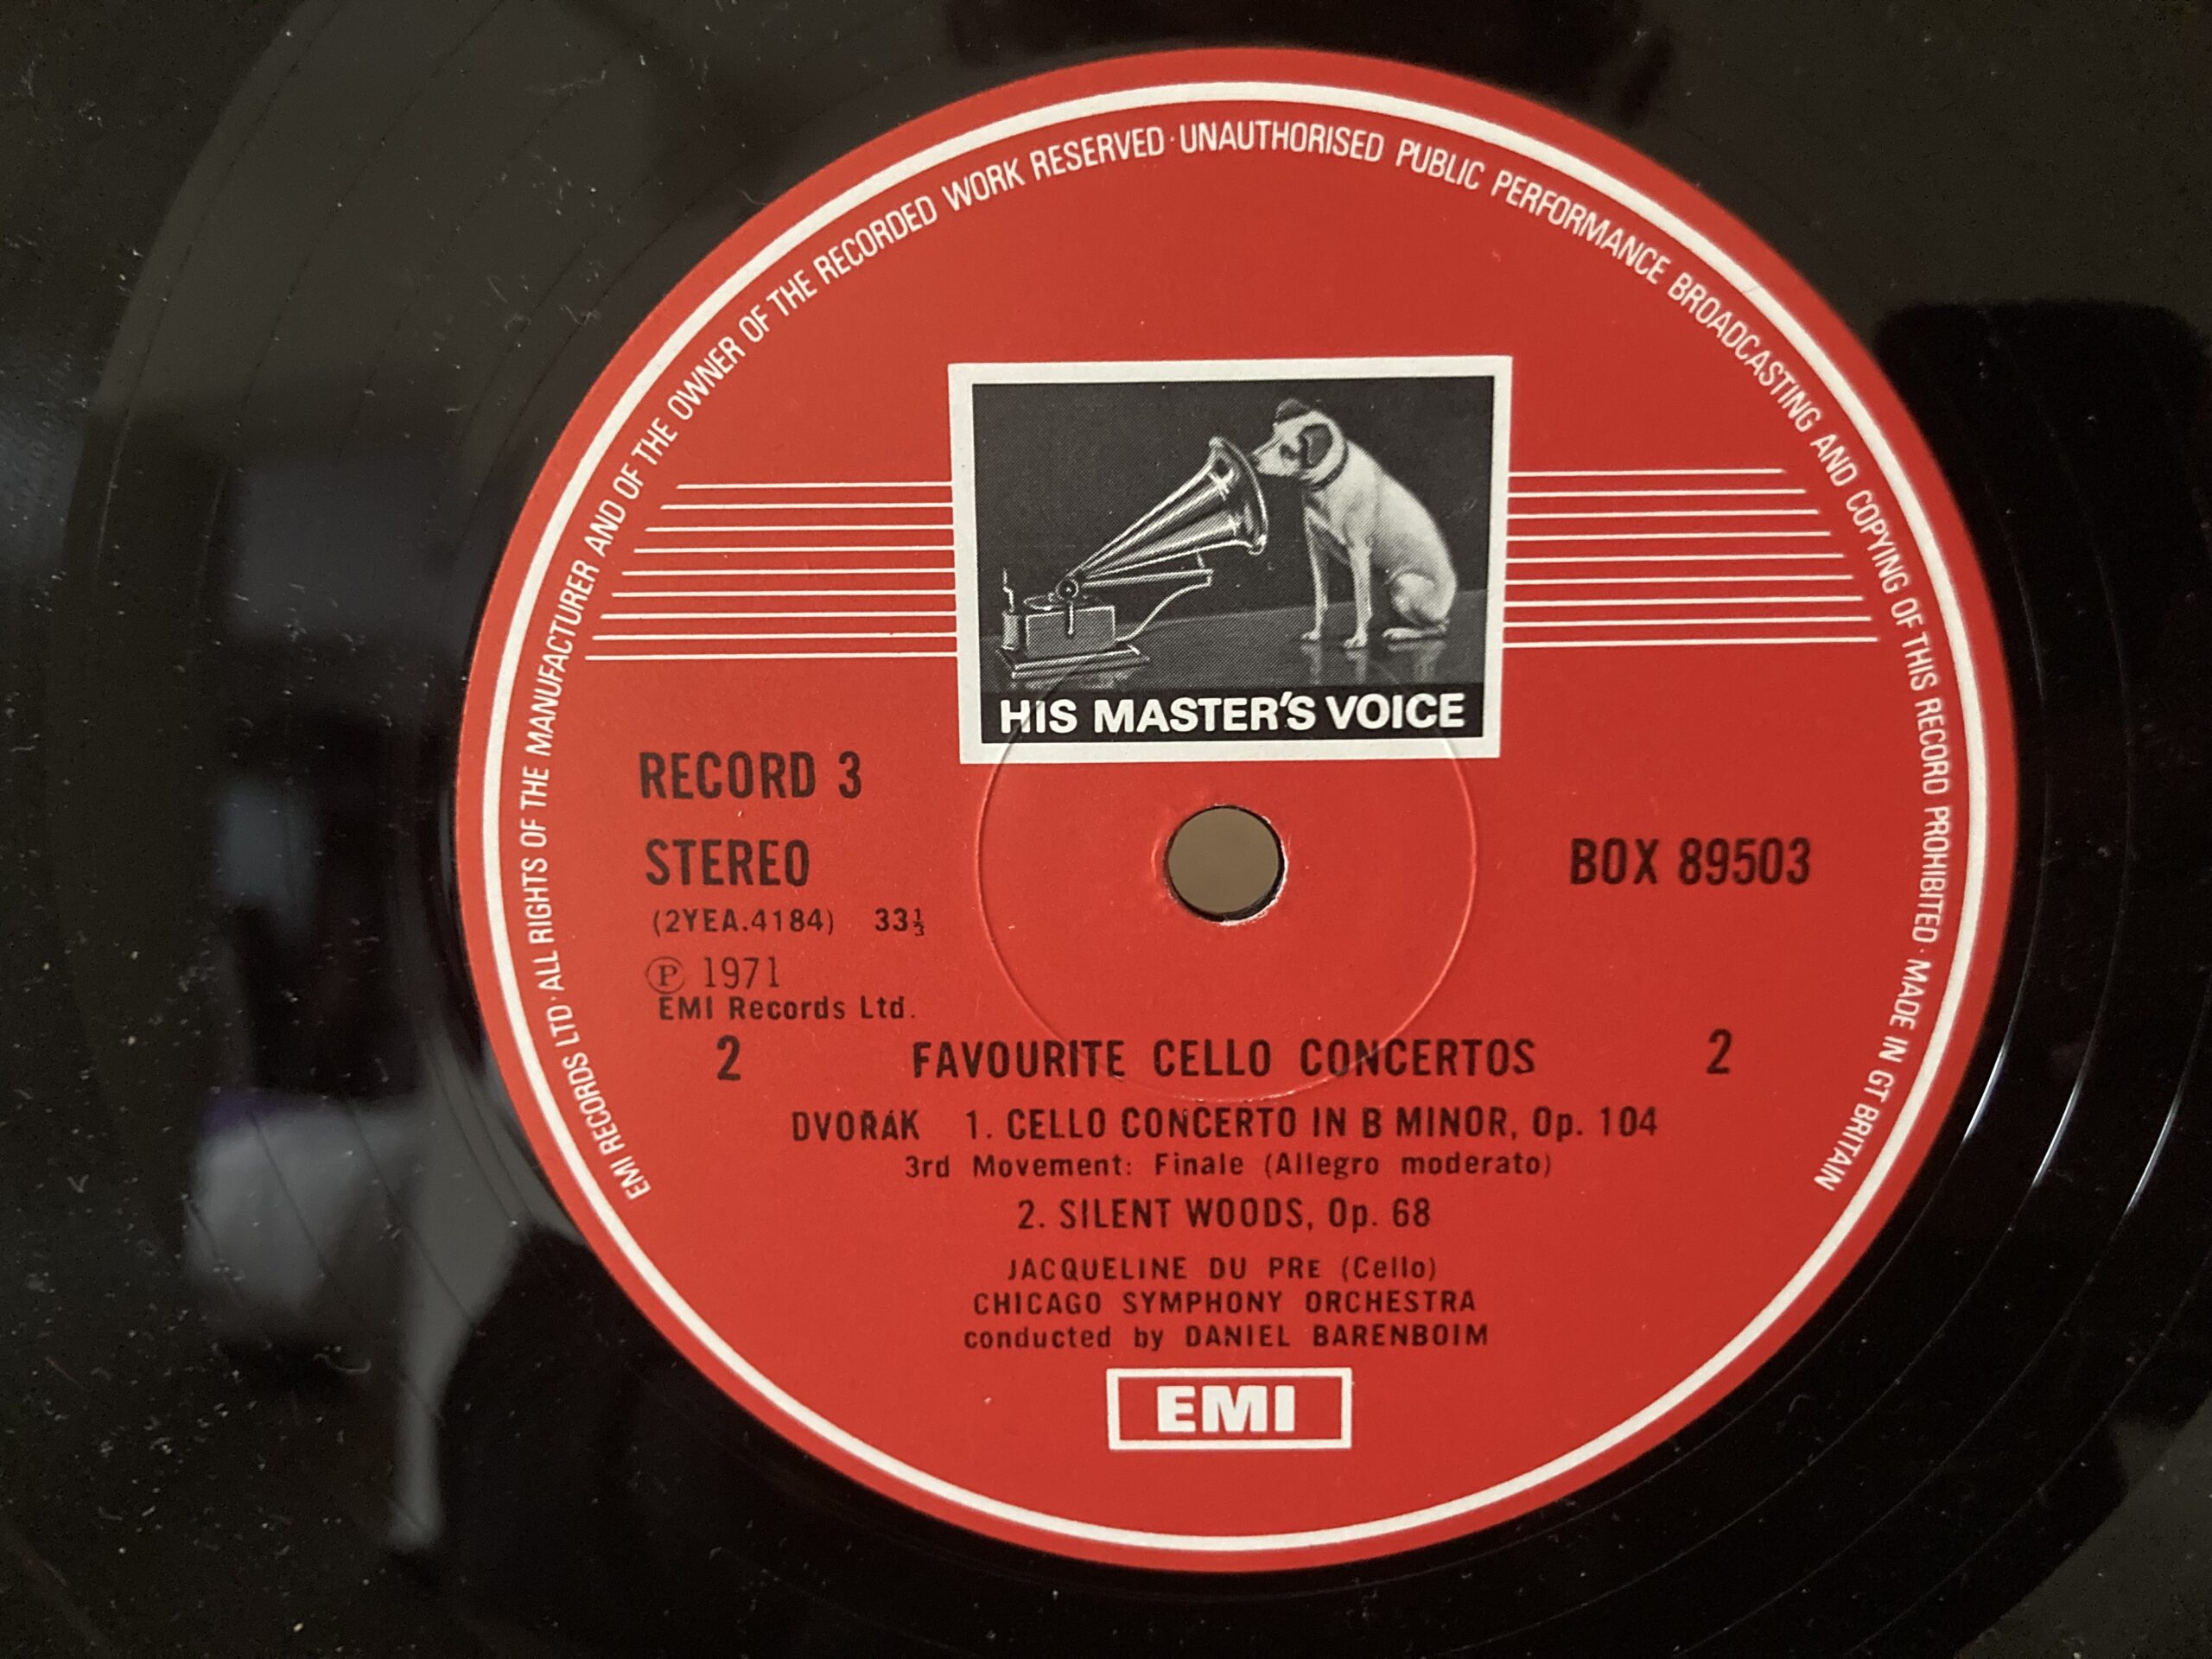 EMI RECORDS LTD·ALL RIGHTS OF THE MANUFACTURER AND OF THE OWNER OF THE RECORDED WORK RESERVED·UNAUTHORISED PUBLIC PERFORMANCE BROADCASTING AND COPYING OF THIS RECORD PROHIBITED·MADE IN GT BRITAIN
HIS MASTER'S VOICE
RECORD 3
STEREO BOX 89503
(2YEA.4184) 33⅓
Ⓟ 1971
EMI Records Ltd.
2 FAVOURITE CELLO CONCERTOS 2
DVOŘÁK 1. CELLO CONCERTO IN B MINOR, Op. 104
3rd Movement: Finale (Allegro moderato)
2. SILENT WOODS, Op. 68
JACQUELINE DU PRE (Cello)
CHICAGO SYMPHONY ORCHESTRA
conducted by DANIEL BARENBOIM
EMI